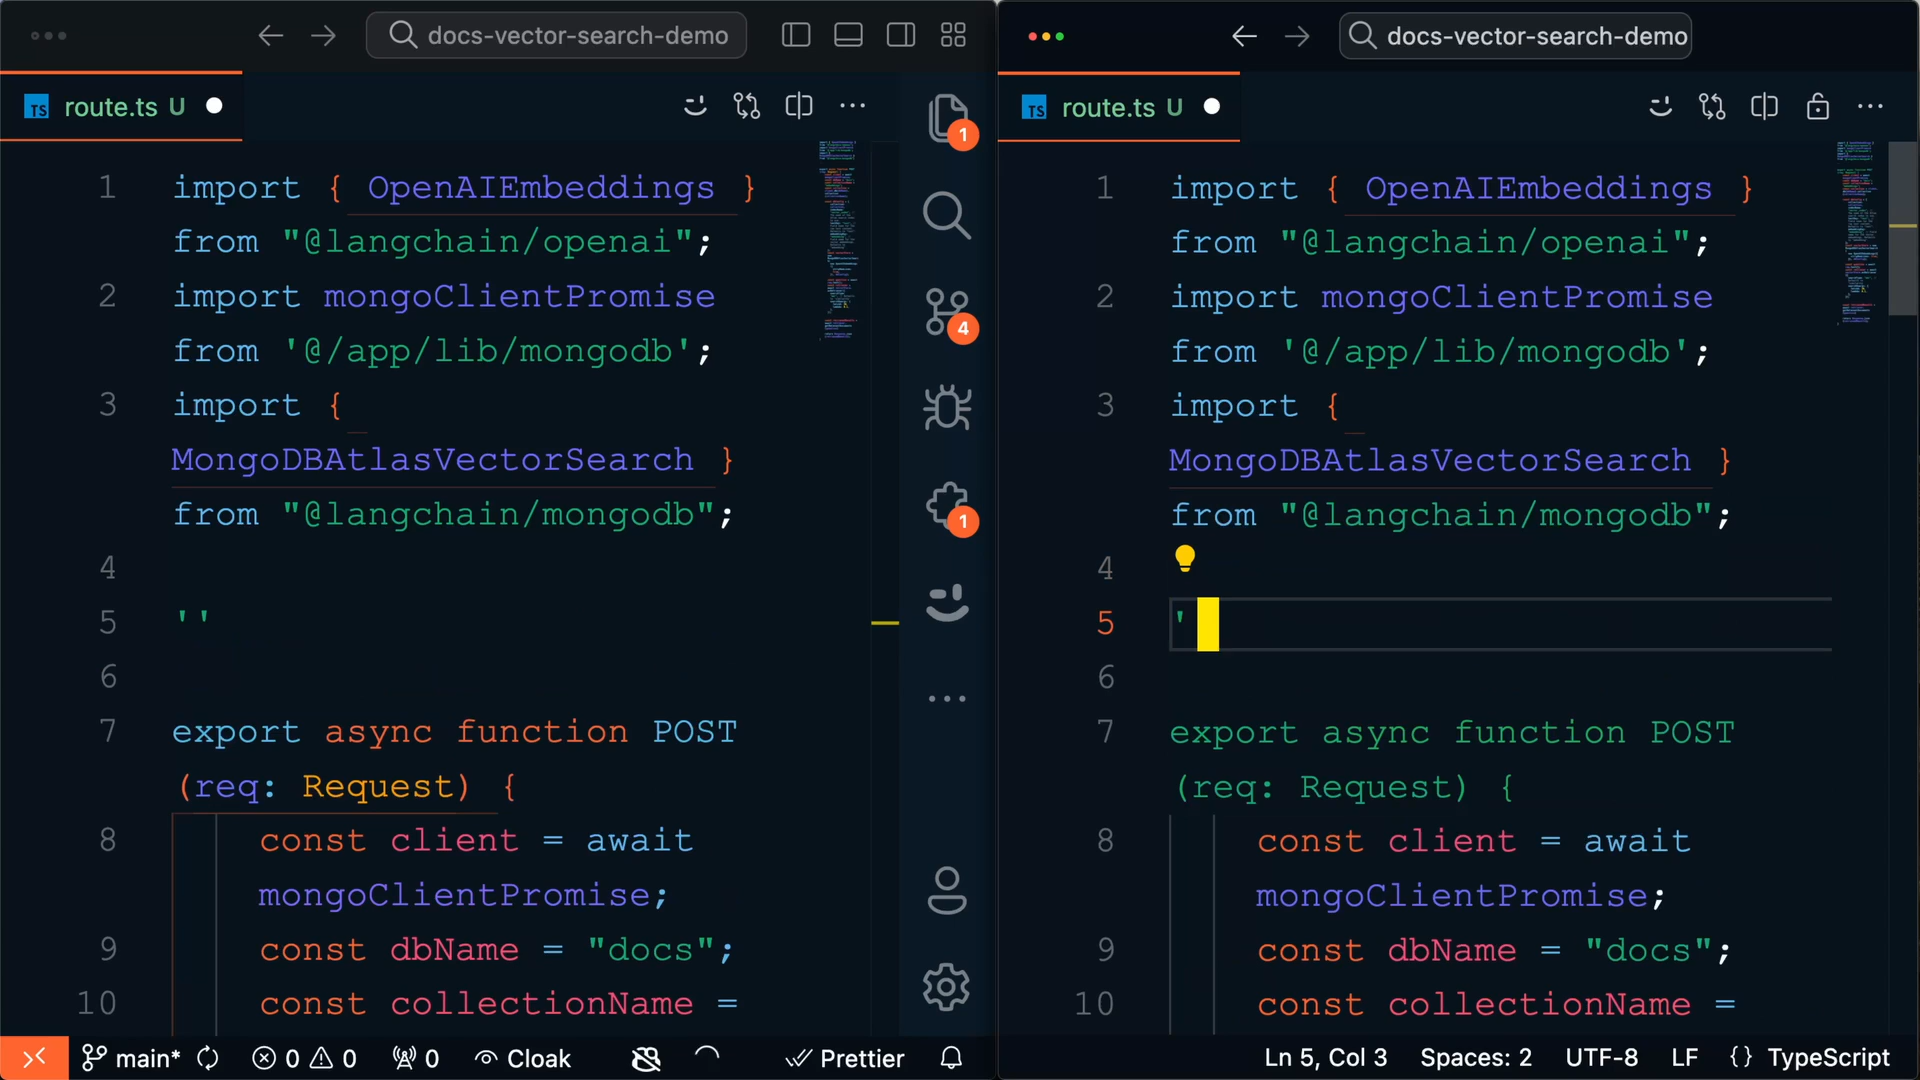 docs-vector-search-demo
TS route.ts U
1
1 import { OpenAIEmbeddings }
from "@langchain/openai";
2 import mongoClientPromise
from '@/app/lib/mongodb';
3 import {
MongoDBAtlasVectorSearch }
from "@langchain/mongodb";
4
5 ''
6
7 export async function POST
(req: Request) {
8 const client = await
mongoClientPromise;
9 const dbName = "docs";
10 const collectionName =
4
1
main* 0 0 0 Cloak Prettier
docs-vector-search-demo
TS route.ts U
1 import { OpenAIEmbeddings }
from "@langchain/openai";
2 import mongoClientPromise
from '@/app/lib/mongodb';
3 import {
MongoDBAtlasVectorSearch }
from "@langchain/mongodb";
4
5 '
6
7 export async function POST
(req: Request) {
8 const client = await
mongoClientPromise;
9 const dbName = "docs";
10 const collectionName =
Ln 5, Col 3 Spaces: 2 UTF-8 LF {} TypeScript